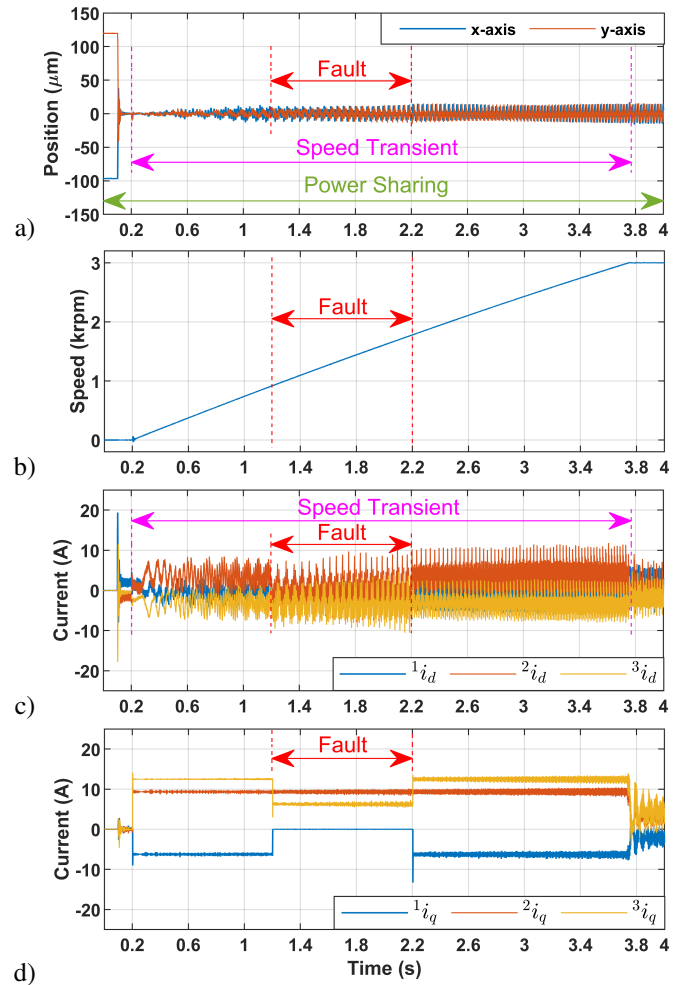 x-axis y-axis
150
100
50
0
-50
-100
-150
Position (μm)
Fault
Speed Transient
Power Sharing
0.2 0.6 1 1.4 1.8 2.2 2.6 3 3.4 3.8 4
a)
3
2
1
0
Speed (krpm)
Fault
0.2 0.6 1 1.4 1.8 2.2 2.6 3 3.4 3.8 4
b)
20
10
0
-10
-20
Current (A)
Speed Transient
Fault
¹i_d ²i_d ³i_d
0.2 0.6 1 1.4 1.8 2.2 2.6 3 3.4 3.8 4
c)
20
10
0
-10
-20
Current (A)
Fault
¹i_q ²i_q ³i_q
0.2 0.6 1 1.4 1.8 2.2 2.6 3 3.4 3.8 4
Time (s)
d)